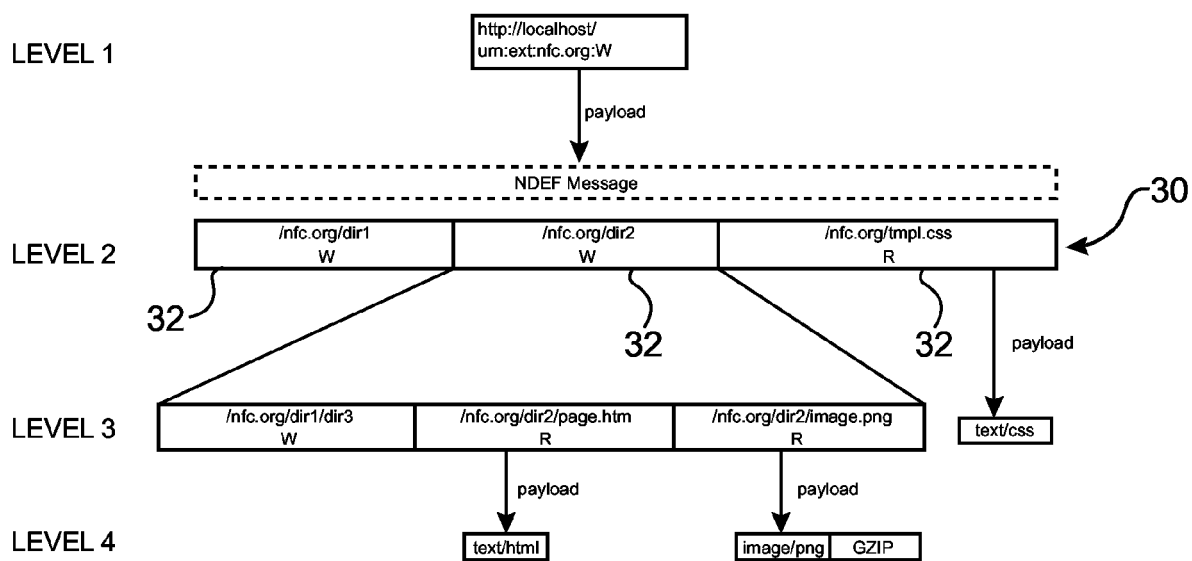 LEVEL 1
http://localhost/
urn:ext:nfc.org:W
payload
NDEF Message
30
LEVEL 2
/nfc.org/dir1
W
/nfc.org/dir2
W
/nfc.org/tmpl.css
R
32
32
32
payload
LEVEL 3
/nfc.org/dir1/dir3
W
/nfc.org/dir2/page.htm
R
/nfc.org/dir2/image.png
R
text/css
payload
payload
LEVEL 4
text/html
image/png
GZIP